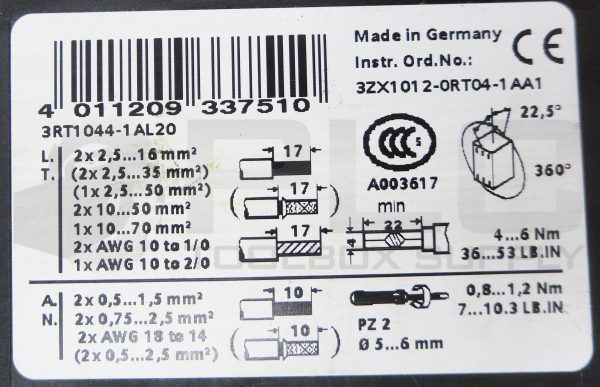 Made in Germany
Instr. Ord.No.:
3ZX1012-0RT04-1AA1
CE
4 011209 337510
3RT1044-1AL20
L. 2x 2,5...16 mm² 17
T. (2x 2,5...35 mm²)
(1x 2,5...50 mm²) 17
2x 10...50 mm²
1x 10...70 mm² 17
2x AWG 10 to 1/0
1x AWG 10 to 2/0
CCC S
A003617
min
22
4
22,5°
360°
4...6 Nm
36...53 LB.IN
TOOLBOX SUPPLY
A. 2x 0,5...1,5 mm² 10
N. 2x 0,75...2,5 mm²
2x AWG 18 to 14 10
(2x 0,5...2,5 mm²)
PZ 2
Ø 5...6 mm
0,8...1,2 Nm
7...10.3 LB.IN